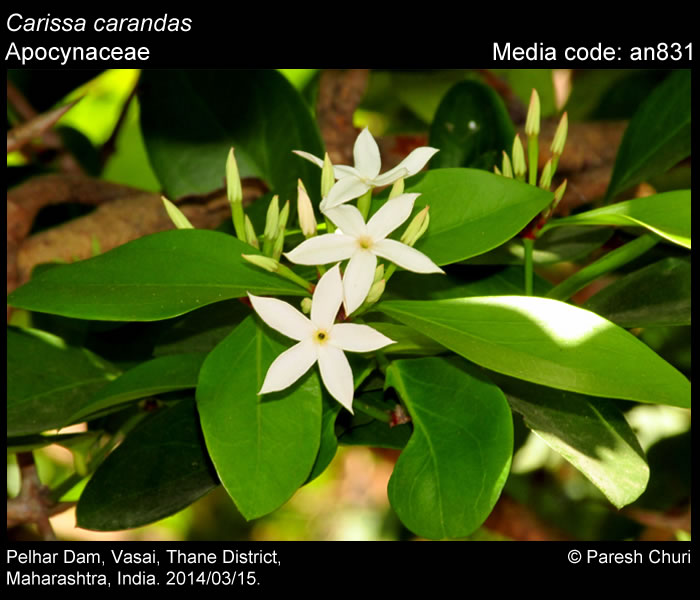 Carissa carandas
Apocynaceae
Media code: an831
Pelhar Dam, Vasai, Thane District,
Maharashtra, India. 2014/03/15.
© Paresh Churi